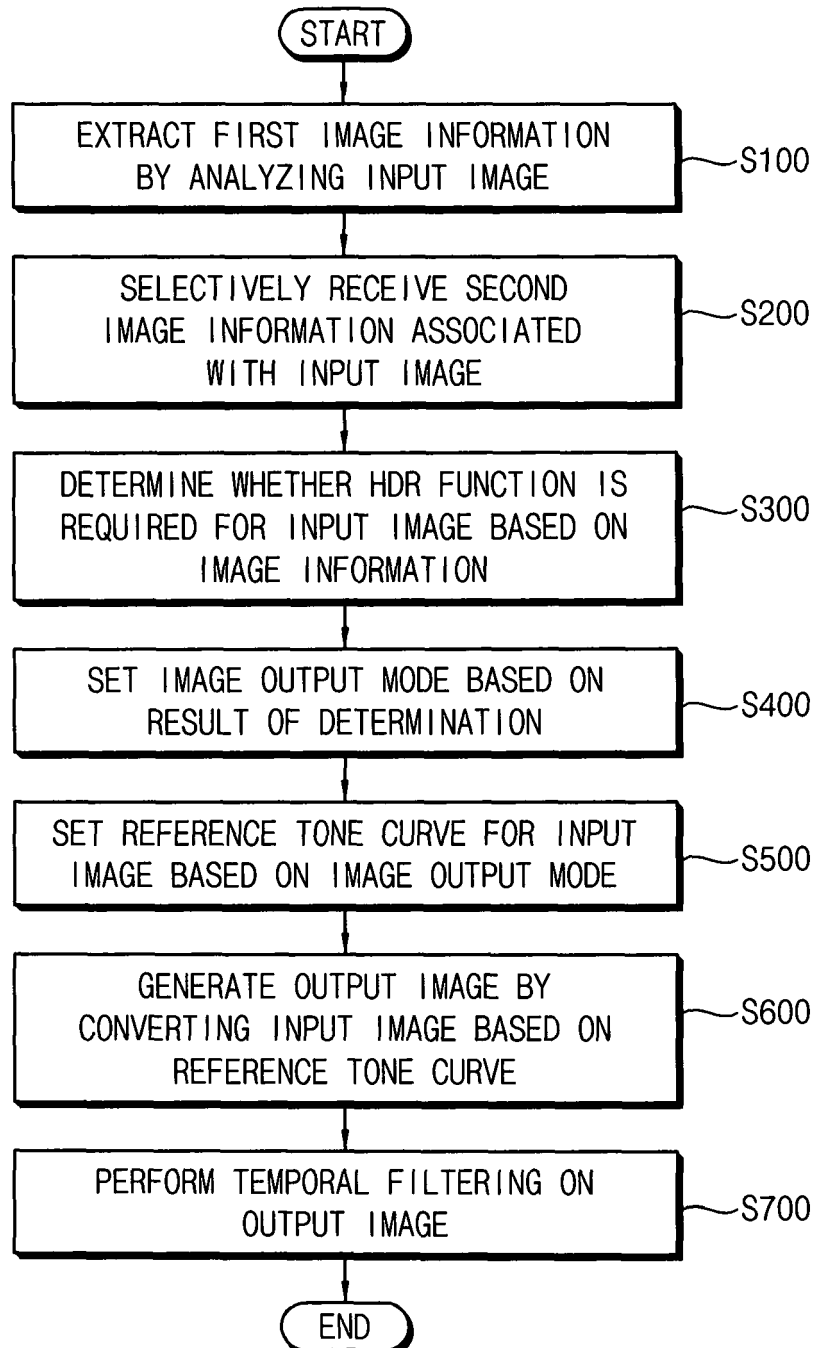 START
EXTRACT FIRST IMAGE INFORMATION
BY ANALYZING INPUT IMAGE
S100
SELECTIVELY RECEIVE SECOND
IMAGE INFORMATION ASSOCIATED
WITH INPUT IMAGE
S200
DETERMINE WHETHER HDR FUNCTION IS
REQUIRED FOR INPUT IMAGE BASED ON
IMAGE INFORMATION
S300
SET IMAGE OUTPUT MODE BASED ON
RESULT OF DETERMINATION
S400
SET REFERENCE TONE CURVE FOR INPUT
IMAGE BASED ON IMAGE OUTPUT MODE
S500
GENERATE OUTPUT IMAGE BY
CONVERTING INPUT IMAGE BASED ON
REFERENCE TONE CURVE
S600
PERFORM TEMPORAL FILTERING ON
OUTPUT IMAGE
S700
END